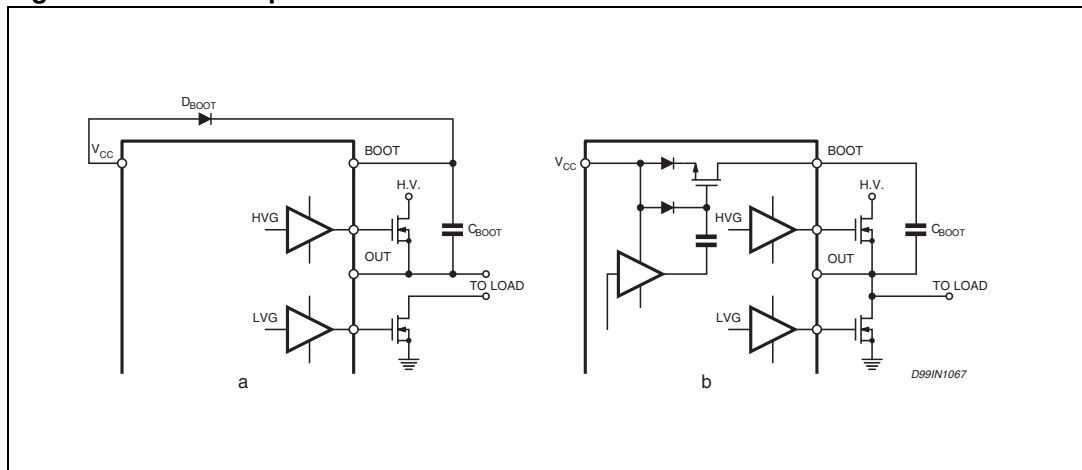 D_BOOT
V_CC
BOOT
H.V.
HVG
C_BOOT
OUT
TO LOAD
LVG
a
V_CC
BOOT
H.V.
HVG
C_BOOT
OUT
TO LOAD
LVG
b
D99IN1067